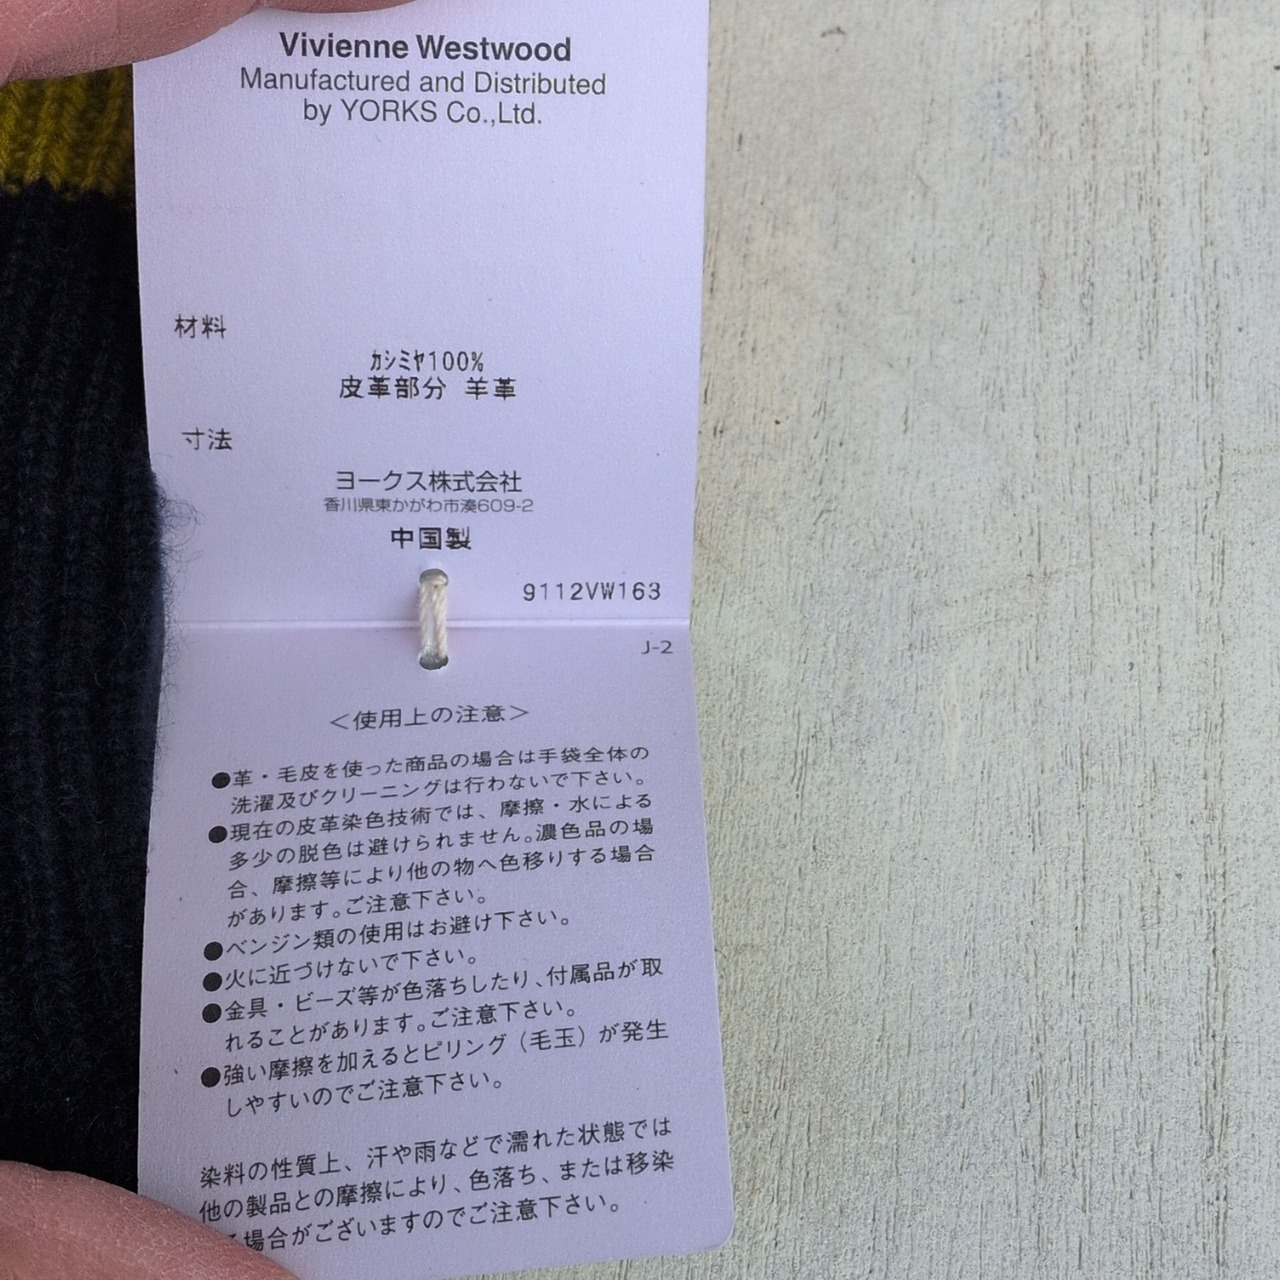 Vivienne Westwood
Manufactured and Distributed
by YORKS Co.,Ltd.
材料
ｶｼﾐﾔ100%
皮革部分 羊革
寸法
ヨークス株式会社
香川県東かがわ市湊609-2
中国製
9112VW163
J-2
＜使用上の注意＞
●革・毛皮を使った商品の場合は手袋全体の
洗濯及びクリーニングは行わないで下さい。
●現在の皮革染色技術では、摩擦・水による
多少の脱色は避けられません。濃色品の場
合、摩擦等により他の物へ色移りする場合
があります。ご注意下さい。
●ベンジン類の使用はお避け下さい。
●火に近づけないで下さい。
●金具・ビーズ等が色落ちしたり、付属品が取
れることがあります。ご注意下さい。
●強い摩擦を加えるとピリング（毛玉）が発生
しやすいのでご注意下さい。
染料の性質上、汗や雨などで濡れた状態では
他の製品との摩擦により、色落ち、または移染
る場合がございますのでご注意下さい。